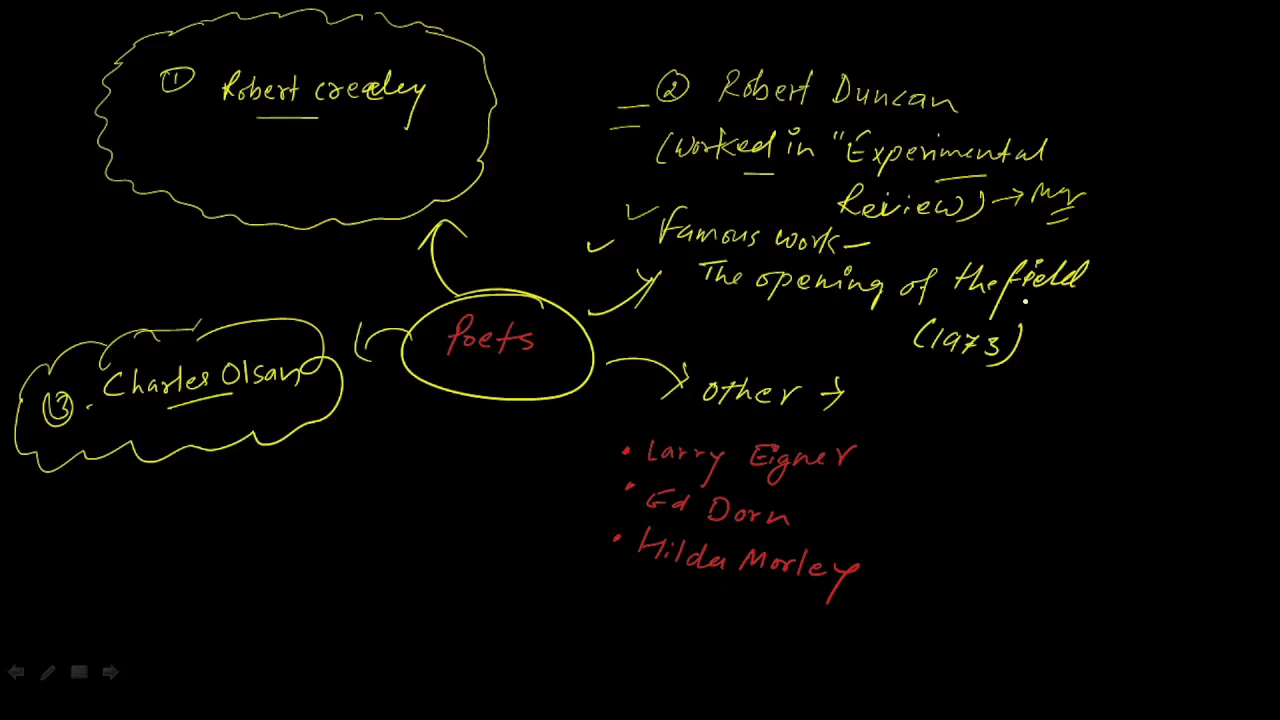 ① Robert creeley
② Robert Duncan
(worked in "Experimental
Review) → Mag
Famous work –
The opening of the field
(1973)
Poets
③. Charles Olsan
Other →
• Larry Eigner
• Ed Dorn
• Hilda Morley